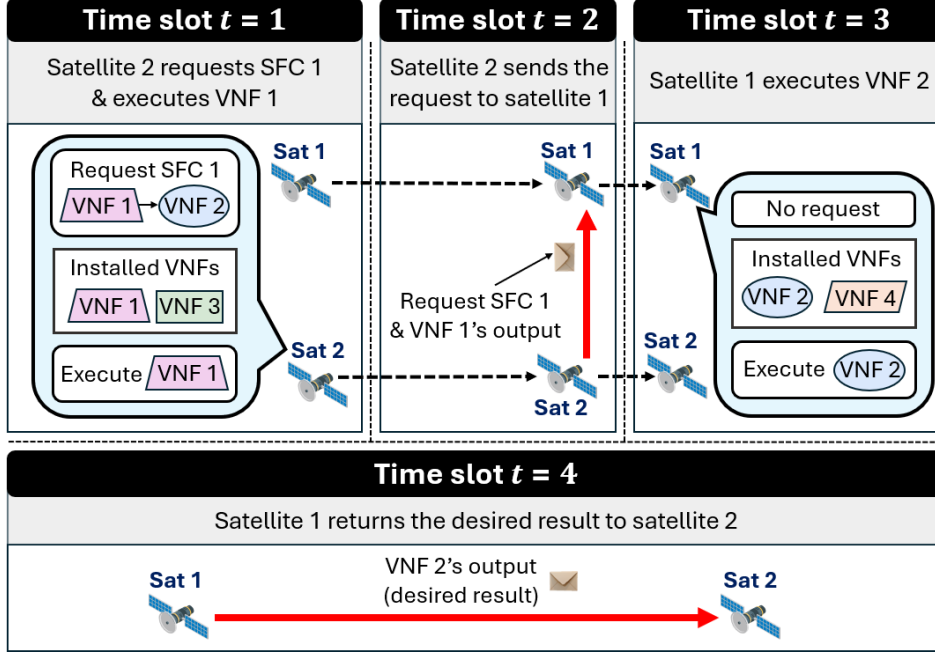 Time slot t = 1
Satellite 2 requests SFC 1
& executes VNF 1
Sat 1
Request SFC 1
VNF 1
VNF 2
Installed VNFs
VNF 1
VNF 3
Execute
VNF 1
Sat 2
Time slot t = 2
Satellite 2 sends the
request to satellite 1
Sat 1
Request SFC 1
& VNF 1's output
Sat 2
Time slot t = 3
Satellite 1 executes VNF 2
Sat 1
No request
Installed VNFs
VNF 2
VNF 4
Sat 2
Execute
VNF 2
Time slot t = 4
Satellite 1 returns the desired result to satellite 2
Sat 1
VNF 2's output
(desired result)
Sat 2